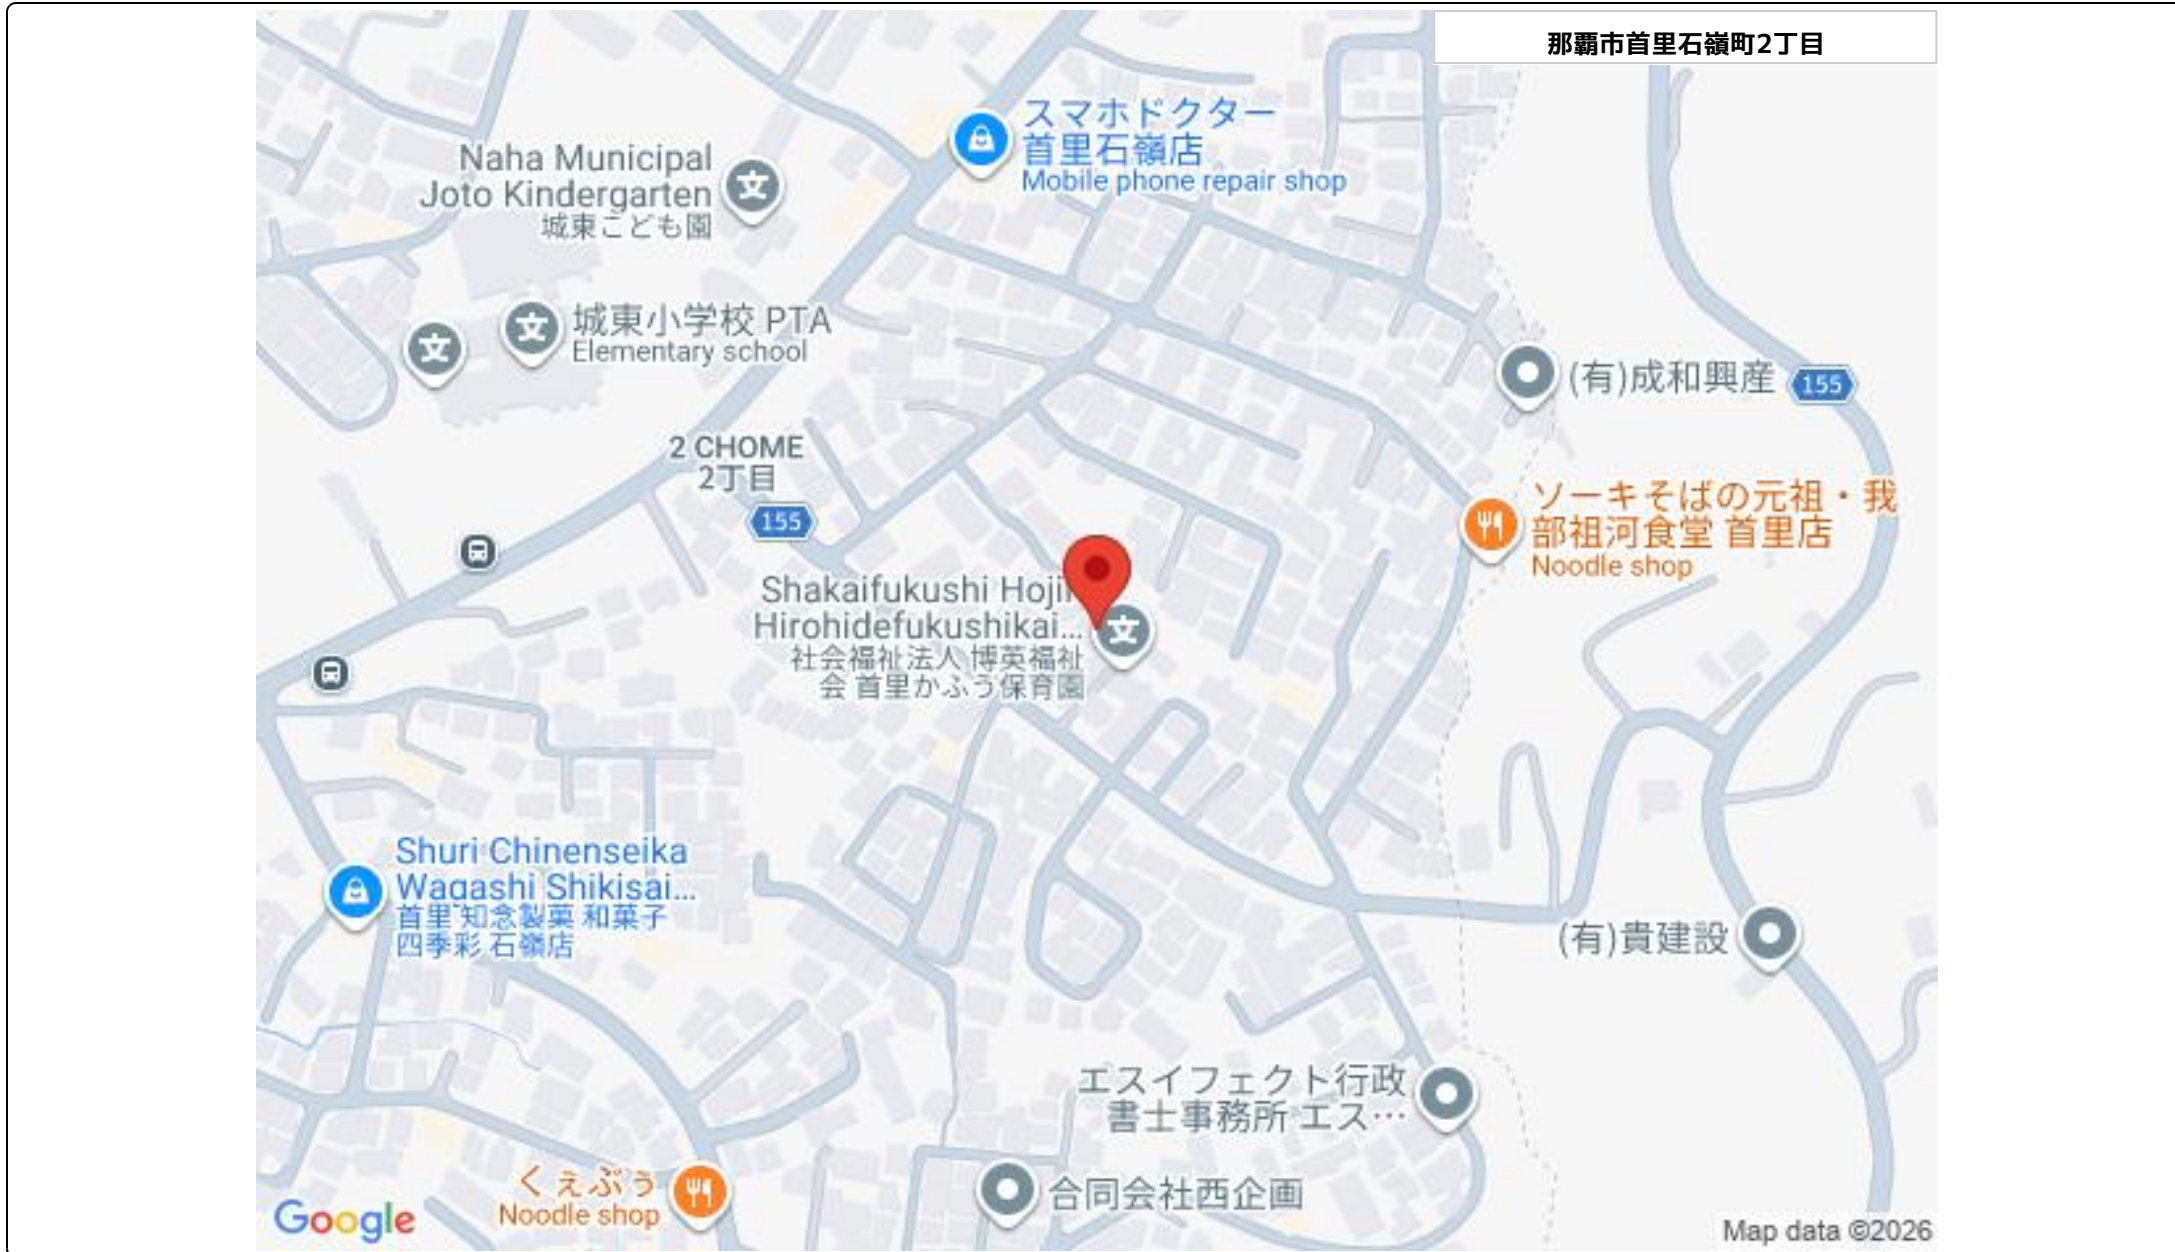 那覇市首里石嶺町2丁目
スマホドクター
首里石嶺店
Mobile phone repair shop
Naha Municipal
Joto Kindergarten
城東こども園
城東小学校 PTA
Elementary school
(有)成和興産
155
2 CHOME
2丁目
155
ソーキそばの元祖・我
部祖河食堂 首里店
Noodle shop
Shakaifukushi Hoji
Hirohidefukushikai...
社会福祉法人 博英福祉
会 首里かふう保育園
Shuri Chinenseika
Wagashi Shikisai...
首里 知念製菓 和菓子
四季彩 石嶺店
(有)貴建設
エスイフェクト行政
書士事務所 エス…
くぇぷぅ
Noodle shop
合同会社西企画
Google
Map data ©2026